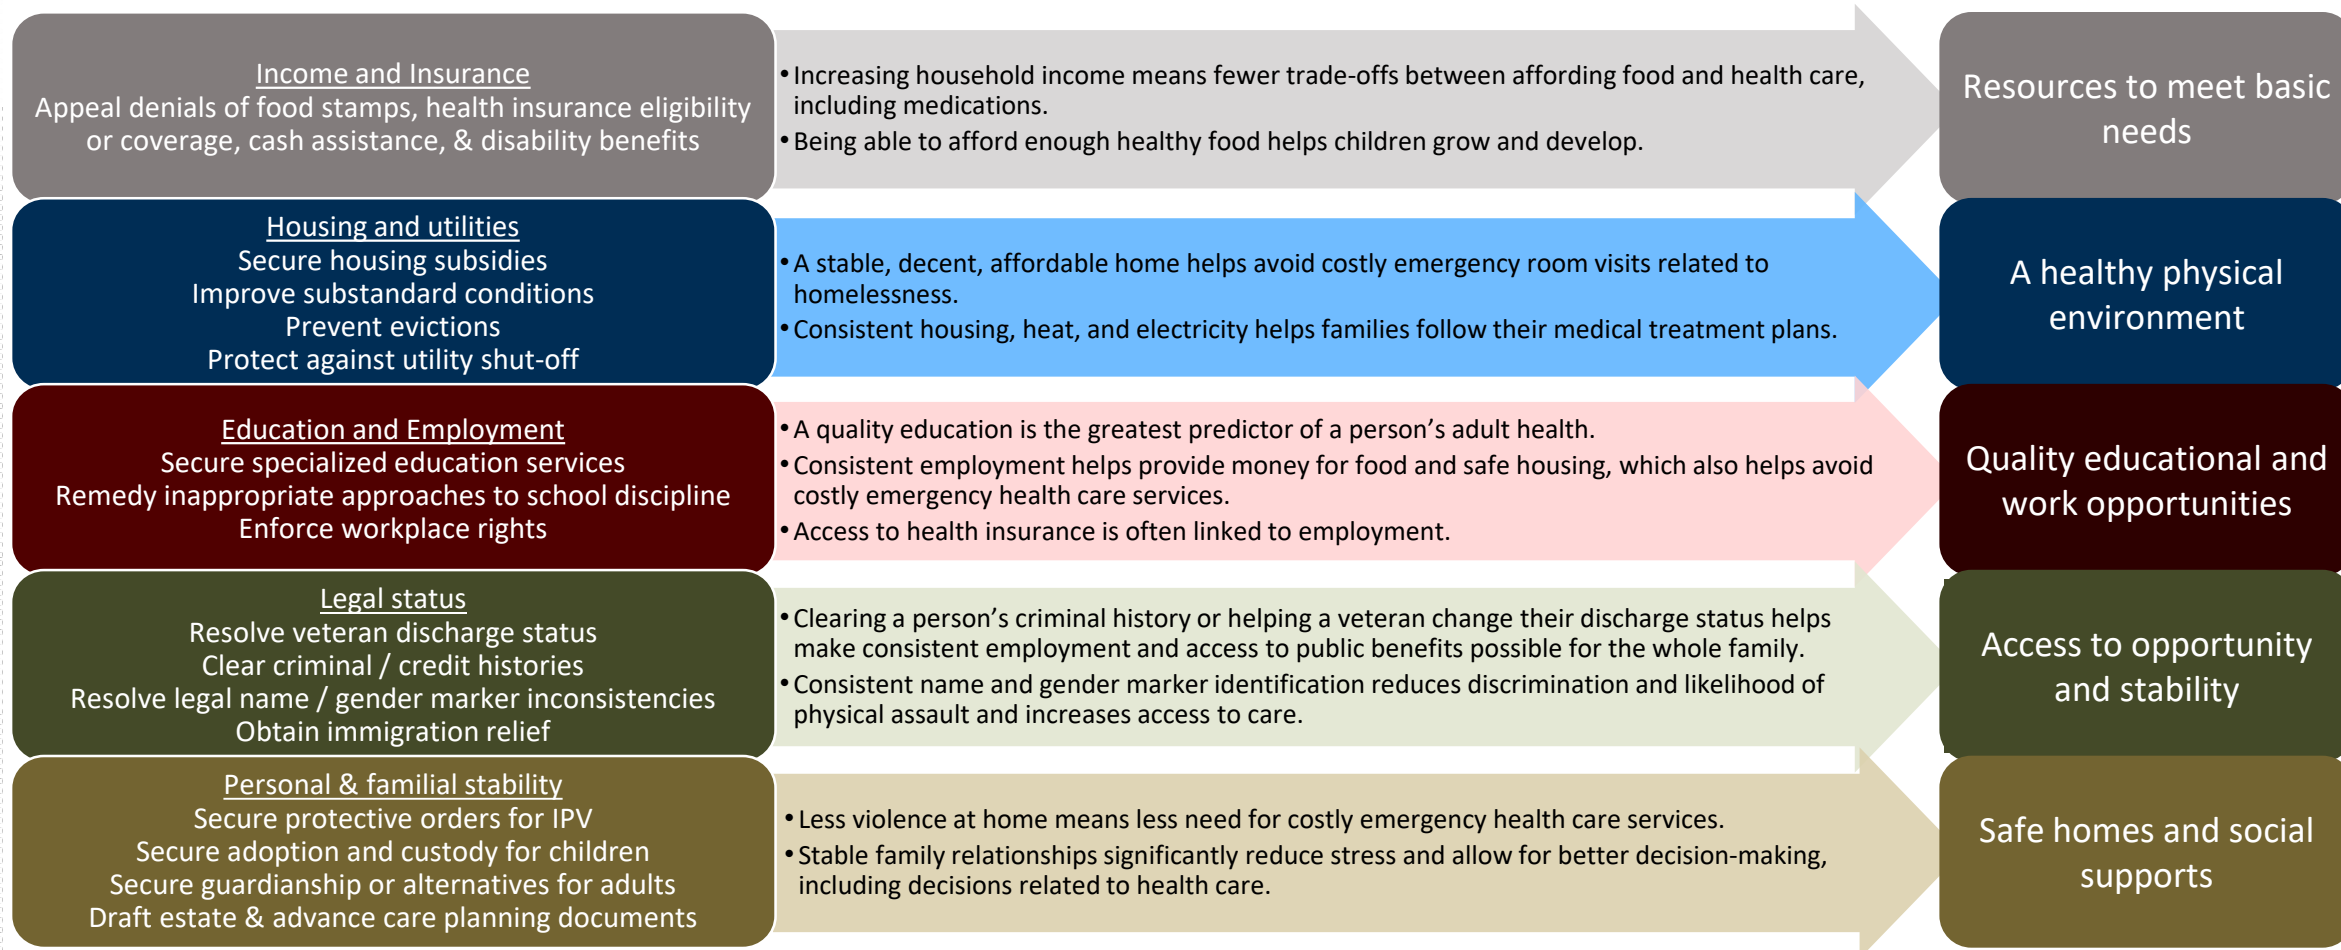 Income and Insurance
Appeal denials of food stamps, health insurance eligibility
or coverage, cash assistance, & disability benefits
• Increasing household income means fewer trade-offs between affording food and health care,
including medications.
• Being able to afford enough healthy food helps children grow and develop.
Resources to meet basic
needs
Housing and utilities
Secure housing subsidies
Improve substandard conditions
Prevent evictions
Protect against utility shut-off
• A stable, decent, affordable home helps avoid costly emergency room visits related to
homelessness.
• Consistent housing, heat, and electricity helps families follow their medical treatment plans.
A healthy physical
environment
Education and Employment
Secure specialized education services
Remedy inappropriate approaches to school discipline
Enforce workplace rights
• A quality education is the greatest predictor of a person’s adult health.
• Consistent employment helps provide money for food and safe housing, which also helps avoid
costly emergency health care services.
• Access to health insurance is often linked to employment.
Quality educational and
work opportunities
Legal status
Resolve veteran discharge status
Clear criminal / credit histories
Resolve legal name / gender marker inconsistencies
Obtain immigration relief
• Clearing a person’s criminal history or helping a veteran change their discharge status helps
make consistent employment and access to public benefits possible for the whole family.
• Consistent name and gender marker identification reduces discrimination and likelihood of
physical assault and increases access to care.
Access to opportunity
and stability
Personal & familial stability
Secure protective orders for IPV
Secure adoption and custody for children
Secure guardianship or alternatives for adults
Draft estate & advance care planning documents
• Less violence at home means less need for costly emergency health care services.
• Stable family relationships significantly reduce stress and allow for better decision-making,
including decisions related to health care.
Safe homes and social
supports